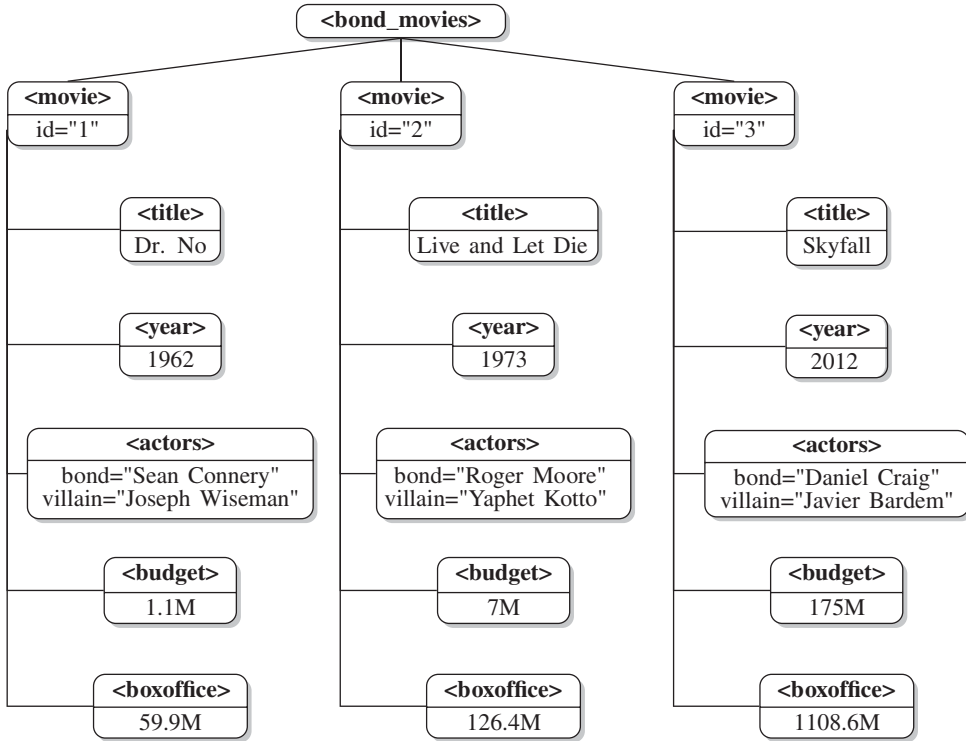 <bond_movies>
<movie>
id="1"
<title>
Dr. No
<year>
1962
<actors>
bond="Sean Connery"
villain="Joseph Wiseman"
<budget>
1.1M
<boxoffice>
59.9M
<movie>
id="2"
<title>
Live and Let Die
<year>
1973
<actors>
bond="Roger Moore"
villain="Yaphet Kotto"
<budget>
7M
<boxoffice>
126.4M
<movie>
id="3"
<title>
Skyfall
<year>
2012
<actors>
bond="Daniel Craig"
villain="Javier Bardem"
<budget>
175M
<boxoffice>
1108.6M